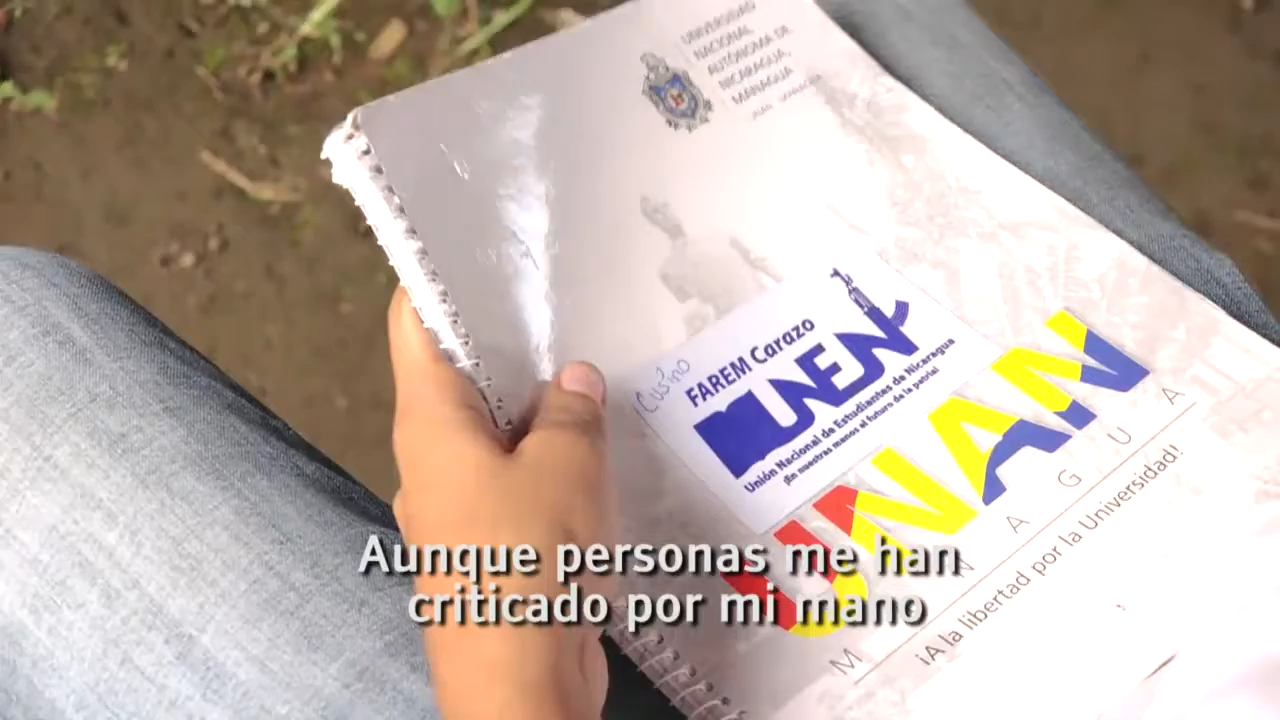 UNIVERSIDAD
NACIONAL
AUTÓNOMA DE
NICARAGUA,
MANAGUA
Cusino
FAREM Carazo
UNEN
Unión Nacional de Estudiantes de Nicaragua
¡En nuestras manos el futuro de la patria!
UNAN
MANAGUA
¡A la libertad por la Universidad!
Aunque personas me han
criticado por mi mano